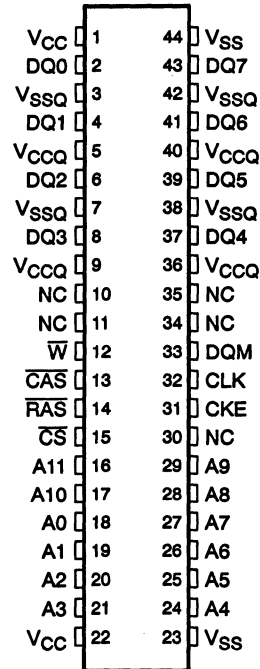 VCC 1 44 VSS
DQ0 2 43 DQ7
VSSQ 3 42 VSSQ
DQ1 4 41 DQ6
VCCQ 5 40 VCCQ
DQ2 6 39 DQ5
VSSQ 7 38 VSSQ
DQ3 8 37 DQ4
VCCQ 9 36 VCCQ
NC 10 35 NC
NC 11 34 NC
W̅ 12 33 DQM
C̅A̅S̅ 13 32 CLK
R̅A̅S̅ 14 31 CKE
C̅S̅ 15 30 NC
A11 16 29 A9
A10 17 28 A8
A0 18 27 A7
A1 19 26 A6
A2 20 25 A5
A3 21 24 A4
VCC 22 23 VSS